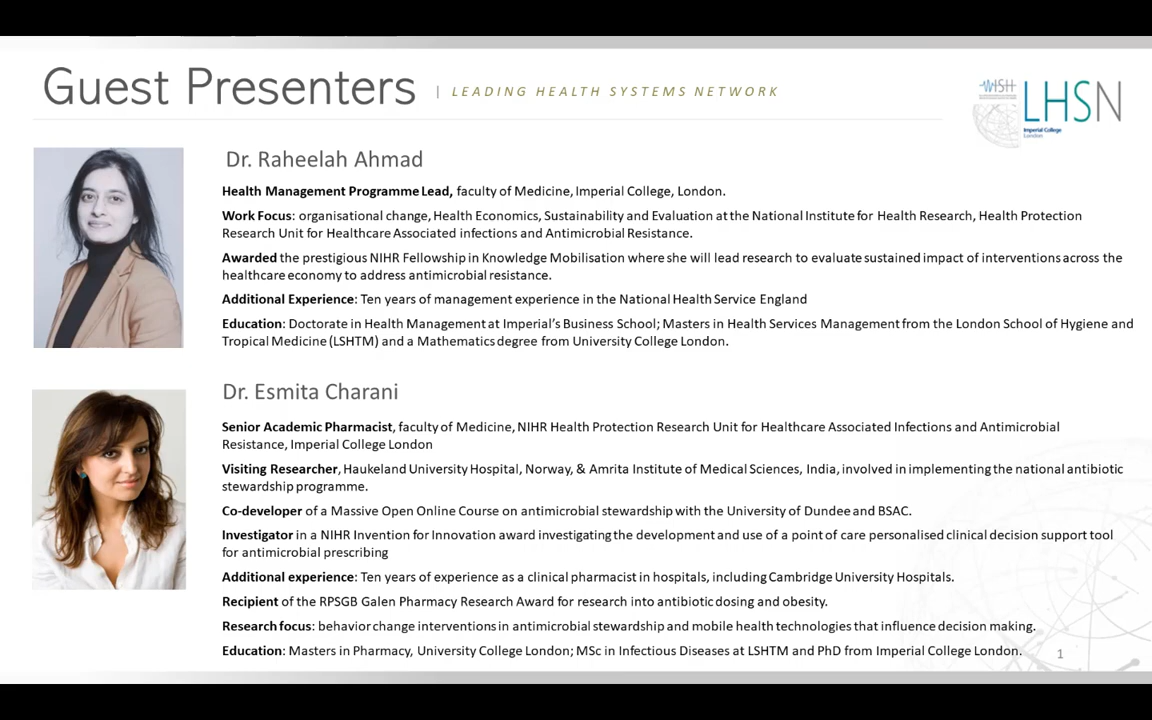 Guest Presenters | LEADING HEALTH SYSTEMS NETWORK
WISH
LHSN
Imperial College
London
Dr. Raheelah Ahmad
Health Management Programme Lead, faculty of Medicine, Imperial College, London.
Work Focus: organisational change, Health Economics, Sustainability and Evaluation at the National Institute for Health Research, Health Protection
Research Unit for Healthcare Associated infections and Antimicrobial Resistance.
Awarded the prestigious NIHR Fellowship in Knowledge Mobilisation where she will lead research to evaluate sustained impact of interventions across the
healthcare economy to address antimicrobial resistance.
Additional Experience: Ten years of management experience in the National Health Service England
Education: Doctorate in Health Management at Imperial's Business School; Masters in Health Services Management from the London School of Hygiene and
Tropical Medicine (LSHTM) and a Mathematics degree from University College London.
Dr. Esmita Charani
Senior Academic Pharmacist, faculty of Medicine, NIHR Health Protection Research Unit for Healthcare Associated Infections and Antimicrobial
Resistance, Imperial College London
Visiting Researcher, Haukeland University Hospital, Norway, & Amrita Institute of Medical Sciences, India, involved in implementing the national antibiotic
stewardship programme.
Co-developer of a Massive Open Online Course on antimicrobial stewardship with the University of Dundee and BSAC.
Investigator in a NIHR Invention for Innovation award investigating the development and use of a point of care personalised clinical decision support tool
for antimicrobial prescribing
Additional experience: Ten years of experience as a clinical pharmacist in hospitals, including Cambridge University Hospitals.
Recipient of the RPSGB Galen Pharmacy Research Award for research into antibiotic dosing and obesity.
Research focus: behavior change interventions in antimicrobial stewardship and mobile health technologies that influence decision making.
Education: Masters in Pharmacy, University College London; MSc in Infectious Diseases at LSHTM and PhD from Imperial College London.
1